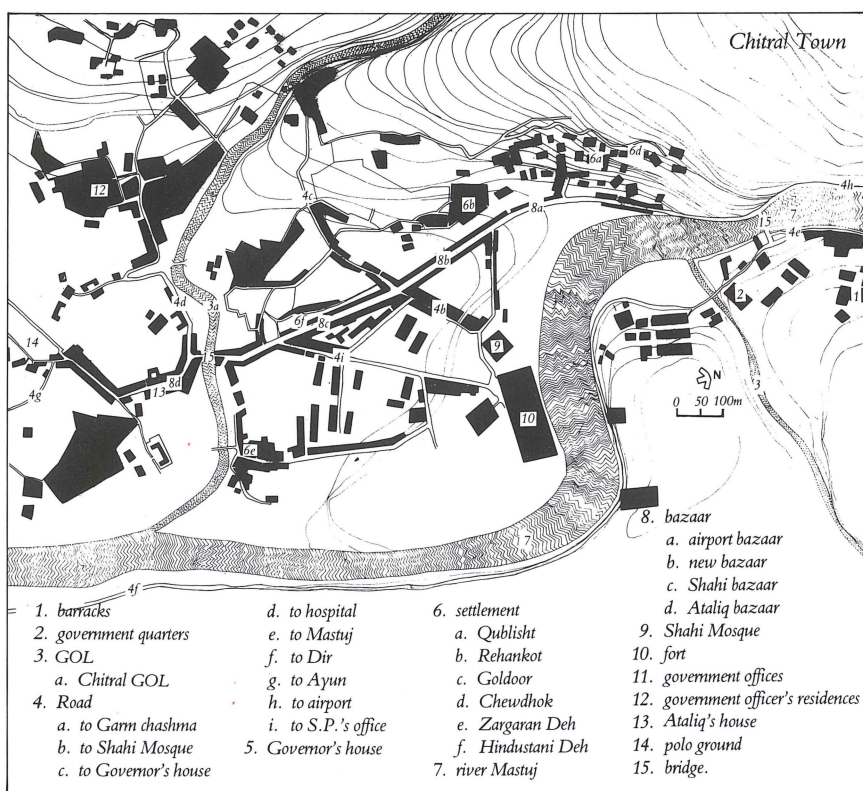 Chitral Town
12
4c
6b
6a
6d
8a
4h
7
15
4e
8b
4d
3a
6f
8c
4b
2
11
14
15
4i
9
4g
8d
13
N
3
0 50 100m
10
6e
7
4f
1. barracks
2. government quarters
3. GOL
a. Chitral GOL
4. Road
a. to Garm chashma
b. to Shahi Mosque
c. to Governor's house
d. to hospital
e. to Mastuj
f. to Dir
g. to Ayun
h. to airport
i. to S.P.'s office
5. Governor's house
6. settlement
a. Qublisht
b. Rehankot
c. Goldoor
d. Chewdhok
e. Zargaran Deh
f. Hindustani Deh
7. river Mastuj
8. bazaar
a. airport bazaar
b. new bazaar
c. Shahi bazaar
d. Ataliq bazaar
9. Shahi Mosque
10. fort
11. government offices
12. government officer's residences
13. Ataliq's house
14. polo ground
15. bridge.